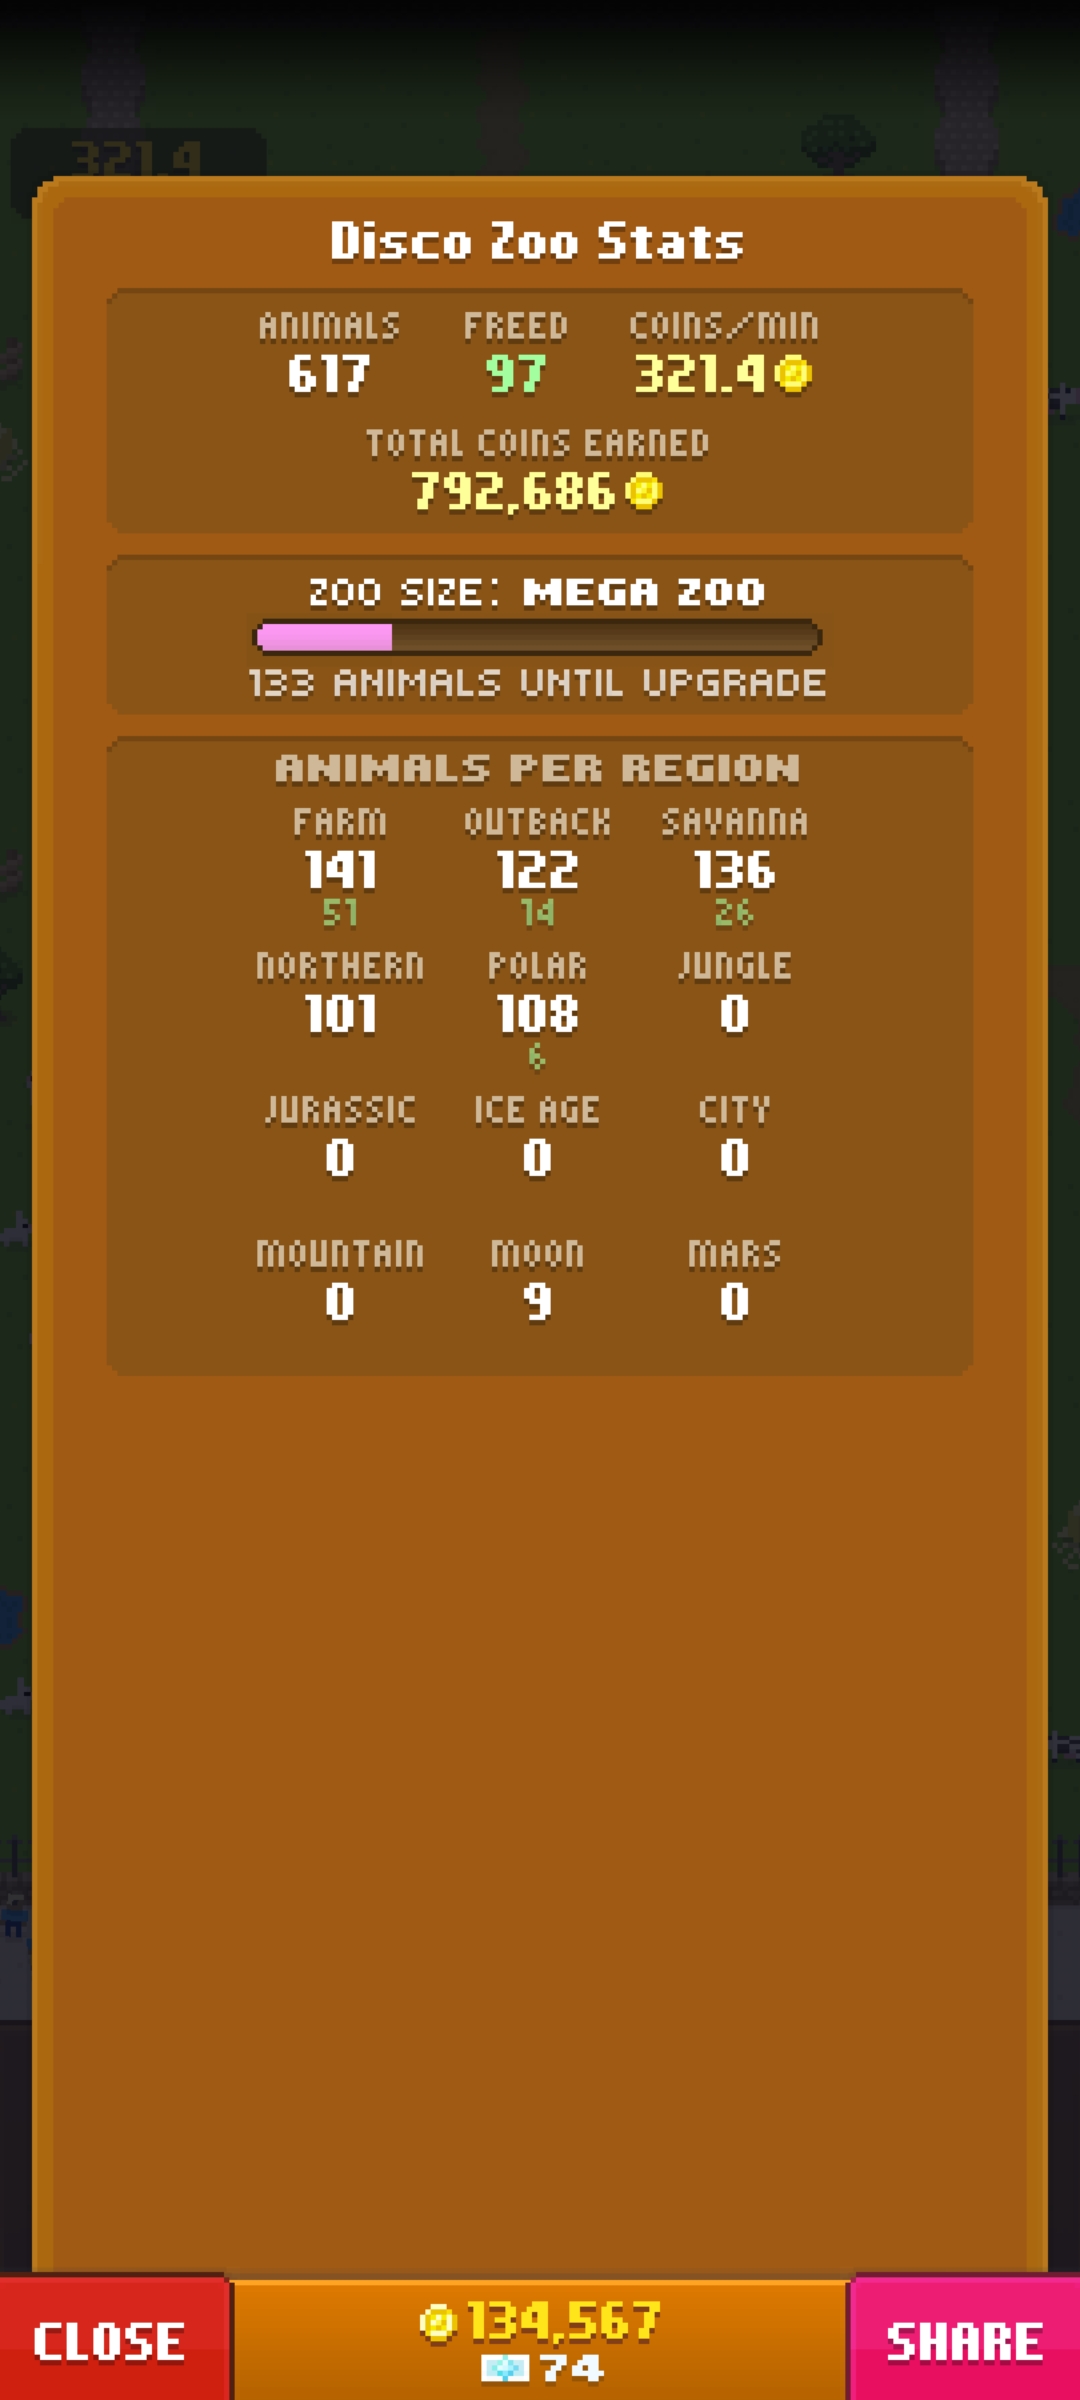 321.4
Disco Zoo Stats
ANIMALS FREED COINS/MIN
617 97 321.4
TOTAL COINS EARNED
792,686
ZOO SIZE: MEGA ZOO
133 ANIMALS UNTIL UPGRADE
ANIMALS PER REGION
FARM OUTBACK SAVANNA
141 122 136
51 14 26
NORTHERN POLAR JUNGLE
101 108 0
6
JURASSIC ICE AGE CITY
0 0 0
MOUNTAIN MOON MARS
0 9 0
CLOSE 134,567 SHARE
74